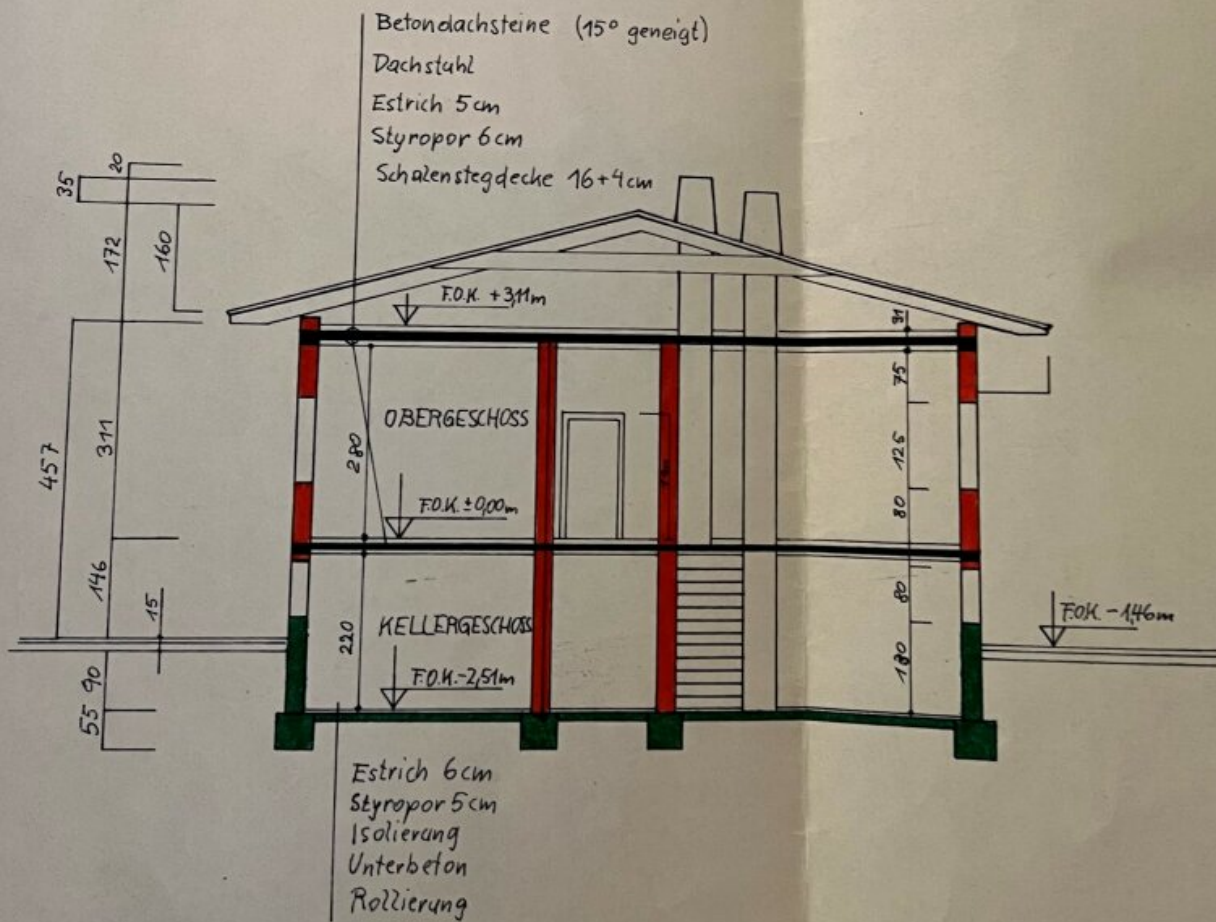 Betondachsteine (15° geneigt)
Dachstuhl
Estrich 5cm
Styropor 6cm
Schalenstegdecke 16+4cm
20
35
172
160
F.O.K. +3,11m
31
75
OBERGESCHOSS
311
280
125
457
F.O.K. ±0,00m
80
146
80
15
F.O.K. -1,46m
KELLERGESCHOSS
220
90
F.O.K. -2,51m
55
Estrich 6cm
Styropor 5cm
Isolierung
Unterbeton
Rollierung